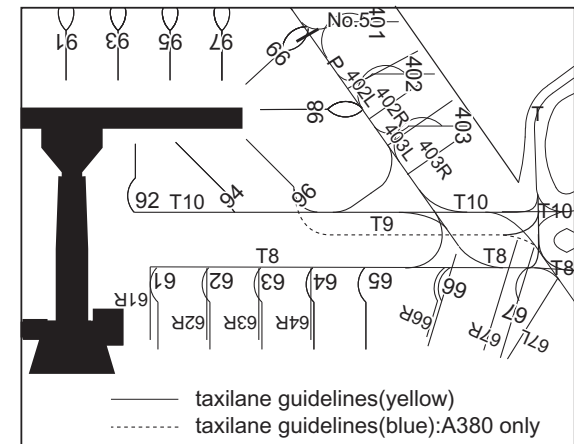 91 93 95 97
No.5
99
401
P
402L
402
402R
98
403
403L
403R
T
92
94
96
T10
T10
T10
T9
T8
T8
T8
61
62
63
64
65
66
67
61R
62R
63R
64R
66R
67R
67L
taxilane guidelines(yellow)
taxilane guidelines(blue):A380 only